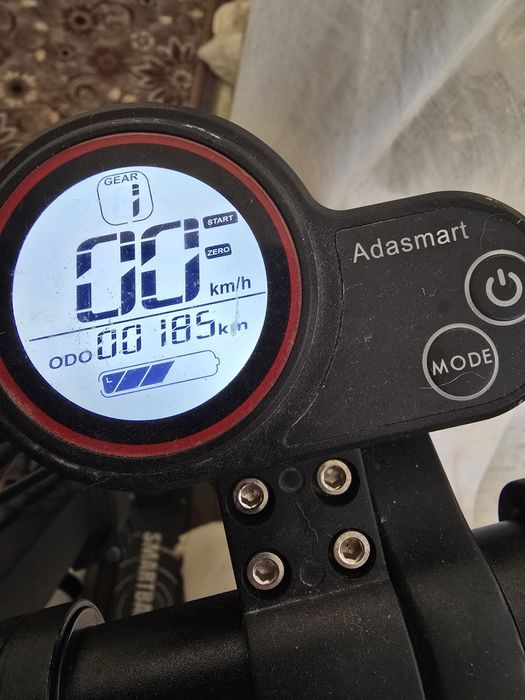 GEAR
1
START
00
ZERO
km/h
ODO 00185 km
L
Adasmart
MODE